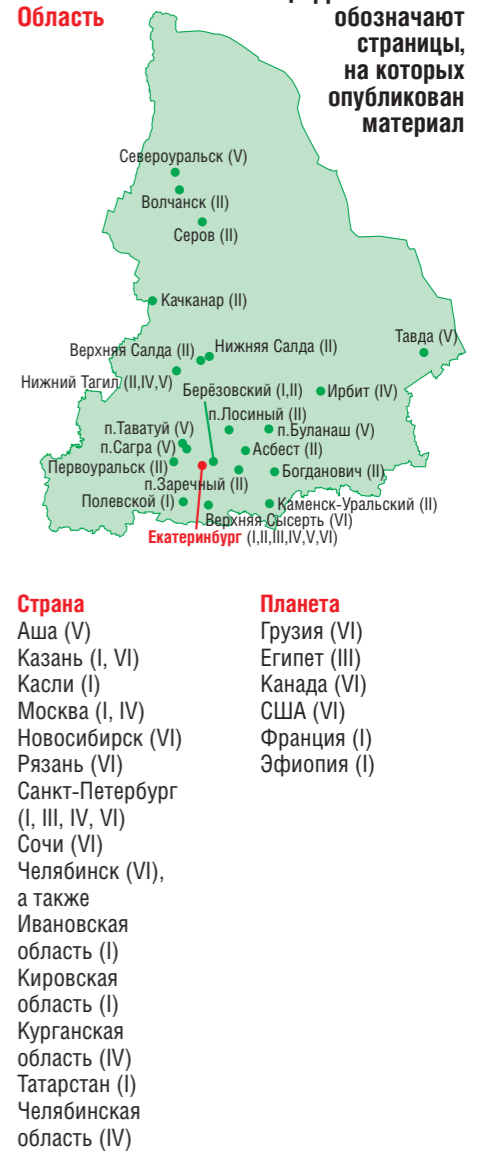 Область
обозначают
страницы,
на которых
опубликован
материал
Североуральск (V)
Волчанск (II)
Серов (II)
Качканар (II)
Тавда (V)
Верхняя Салда (II)
Нижняя Салда (II)
Нижний Тагил (II,IV,V)
Берёзовский (I,II)
Ирбит (IV)
п.Лосиный (II)
п.Таватуй (V)
п.Буланаш (V)
п.Сагра (V)
Асбест (II)
Первоуральск (II)
Богданович (II)
п.Заречный (II)
Полевской (I)
Каменск-Уральский (II)
Верхняя Сысерть (VI)
Екатеринбург (I,II,III,IV,V,VI)
Страна
Аша (V)
Казань (I, VI)
Касли (I)
Москва (I, IV)
Новосибирск (VI)
Рязань (VI)
Санкт-Петербург
(I, III, IV, VI)
Сочи (VI)
Челябинск (VI),
а также
Ивановская
область (I)
Кировская
область (I)
Курганская
область (IV)
Татарстан (I)
Челябинская
область (IV)
Планета
Грузия (VI)
Египет (III)
Канада (VI)
США (VI)
Франция (I)
Эфиопия (I)